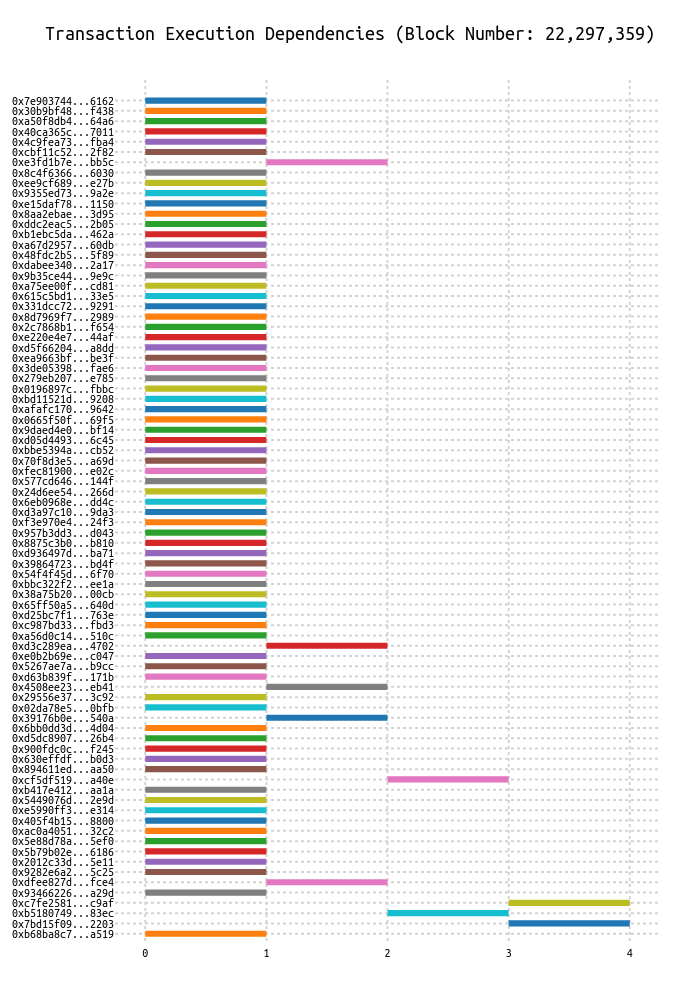 Transaction Execution Dependencies (Block Number: 22,297,359)
0x7e903744...6162
0x30b9bf48...f438
0xa50f8db4...64a6
0x40ca365c...7011
0x4c9fea73...fba4
0xcbf11c52...2f82
0xe3fd1b7e...bb5c
0x8c4f6366...6030
0xee9cf689...e27b
0x9355ed73...9a2e
0xe15daf78...1150
0x8aa2ebae...3d95
0xddc2eac5...2b05
0xb1ebc5da...462a
0xa67d2957...60db
0x48fdc2b5...5f89
0xdabee340...2a17
0x9b35ce44...9e9c
0xa75ee00f...cd81
0x615c5bd1...33e5
0x331dcc72...9291
0x8d7969f7...2989
0x2c7868b1...f654
0xe220e4e7...44af
0xd5f66204...a8dd
0xea9663bf...be3f
0x3de05398...fae6
0x279eb207...e785
0x0196897c...fbbc
0xbd11521d...9208
0xafafc170...9642
0x0665f50f...69f5
0x9daed4e0...bf14
0xd05d4493...6c45
0xbbe5394a...cb52
0x70f8d3e5...a69d
0xfec81900...e02c
0x577cd646...144f
0x24d6ee54...266d
0x6eb0968e...dd4c
0xd3a97c10...9da3
0xf3e970e4...24f3
0x957b3dd3...d043
0x8875c3b0...b810
0xd936497d...ba71
0x39864723...bd4f
0x54f4f45d...6f70
0xbbc322f2...ee1a
0x38a75b20...00cb
0x65ff50a5...640d
0xd25bc7f1...763e
0xc987bd33...fbd3
0xa56d0c14...510c
0xd3c289ea...4702
0xe0b2b69e...c047
0x5267ae7a...b9cc
0xd63b839f...171b
0x4508ee23...eb41
0x29556e37...3c92
0x02da78e5...0bfb
0x39176b0e...540a
0x6bb0dd3d...4d04
0xd5dc8907...26b4
0x900fdc0c...f245
0x630effdf...b0d3
0x894611ed...aa50
0xcf5df519...a40e
0xb417e412...aa1a
0x5449076d...2e9d
0xe5990ff3...e314
0x405f4b15...8800
0xac0a4051...32c2
0x5e88d78a...5ef0
0x5b79b02e...6186
0x2012c33d...5e11
0x9282e6a2...5c25
0xdfee827d...fce4
0x93466226...a29d
0xc7fe2581...c9af
0xb5180749...83ec
0x7bd15f09...2203
0xb68ba8c7...a519
0 1 2 3 4